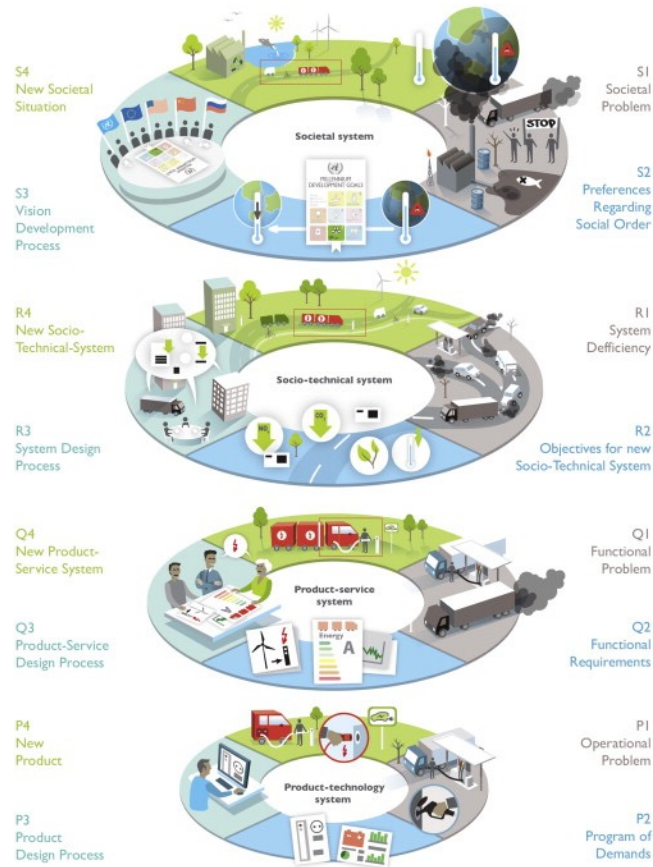 S4
New Societal
Situation
S1
Societal
Problem
STOP
Societal system
MILLENNIUM
DEVELOPMENT GOALS
S3
Vision
Development
Process
S2
Preferences
Regarding
Social Order
R4
New Socio-
Technical-System
R1
System
Defficiency
Socio-technical system
NO
CO
R3
System Design
Process
R2
Objectives for new
Socio-Technical System
Q4
New Product-
Service System
Q1
Functional
Problem
Product-service
system
Energy
A
Q3
Product-Service
Design Process
Q2
Functional
Requirements
P4
New
Product
P1
Operational
Problem
Product-technology
system
P3
Product
Design Process
P2
Program of
Demands